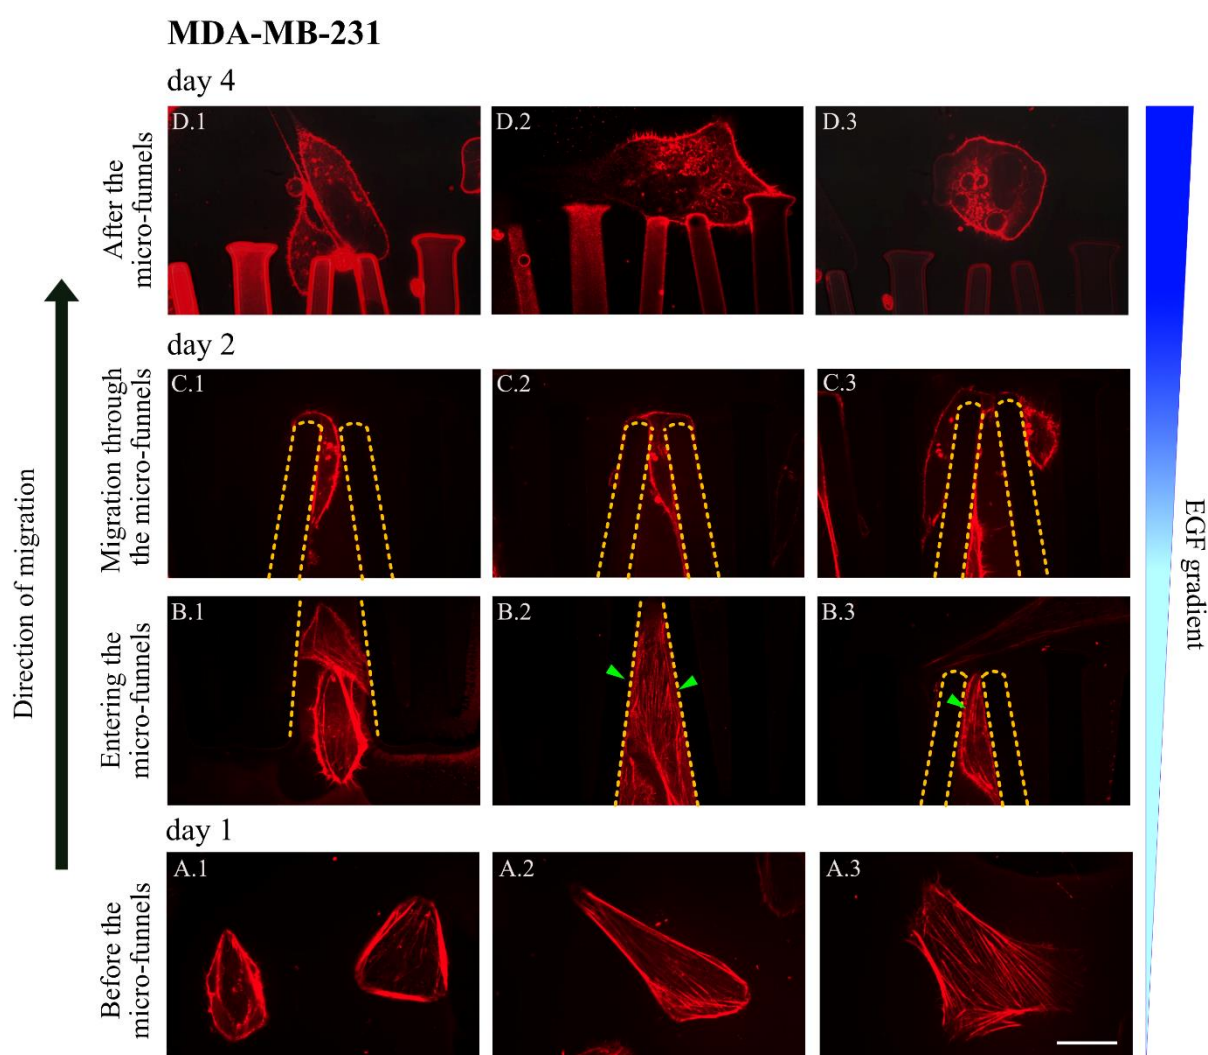 MDA-MB-231
day 4
After the
micro-funnels
D.1
D.2
D.3
day 2
Migration through
the micro-funnels
C.1
C.2
C.3
Entering the
micro-funnels
B.1
B.2
B.3
day 1
Before the
micro-funnels
A.1
A.2
A.3
Direction of migration
EGF gradient